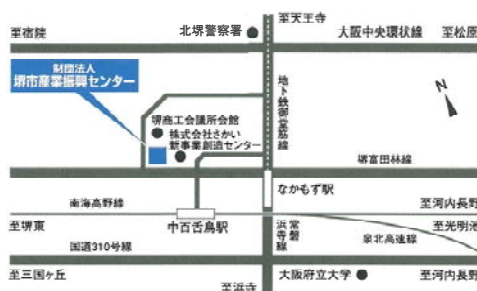 至天王寺
北堺警察署
至宿院
大阪中央環状線
至松原
財団法人
堺市産業振興センター
地下鉄御堂筋線
N
堺商工会議所会館
株式会社さかい
新事業創造センター
堺富田林線
なかもず駅
南海高野線
至河内長野
至堺東
中百舌鳥駅
常磐
浜寺線
至光明池
泉北高速線
国道310号線
至三国ヶ丘
大阪府立大学
至河内長野
至浜寺